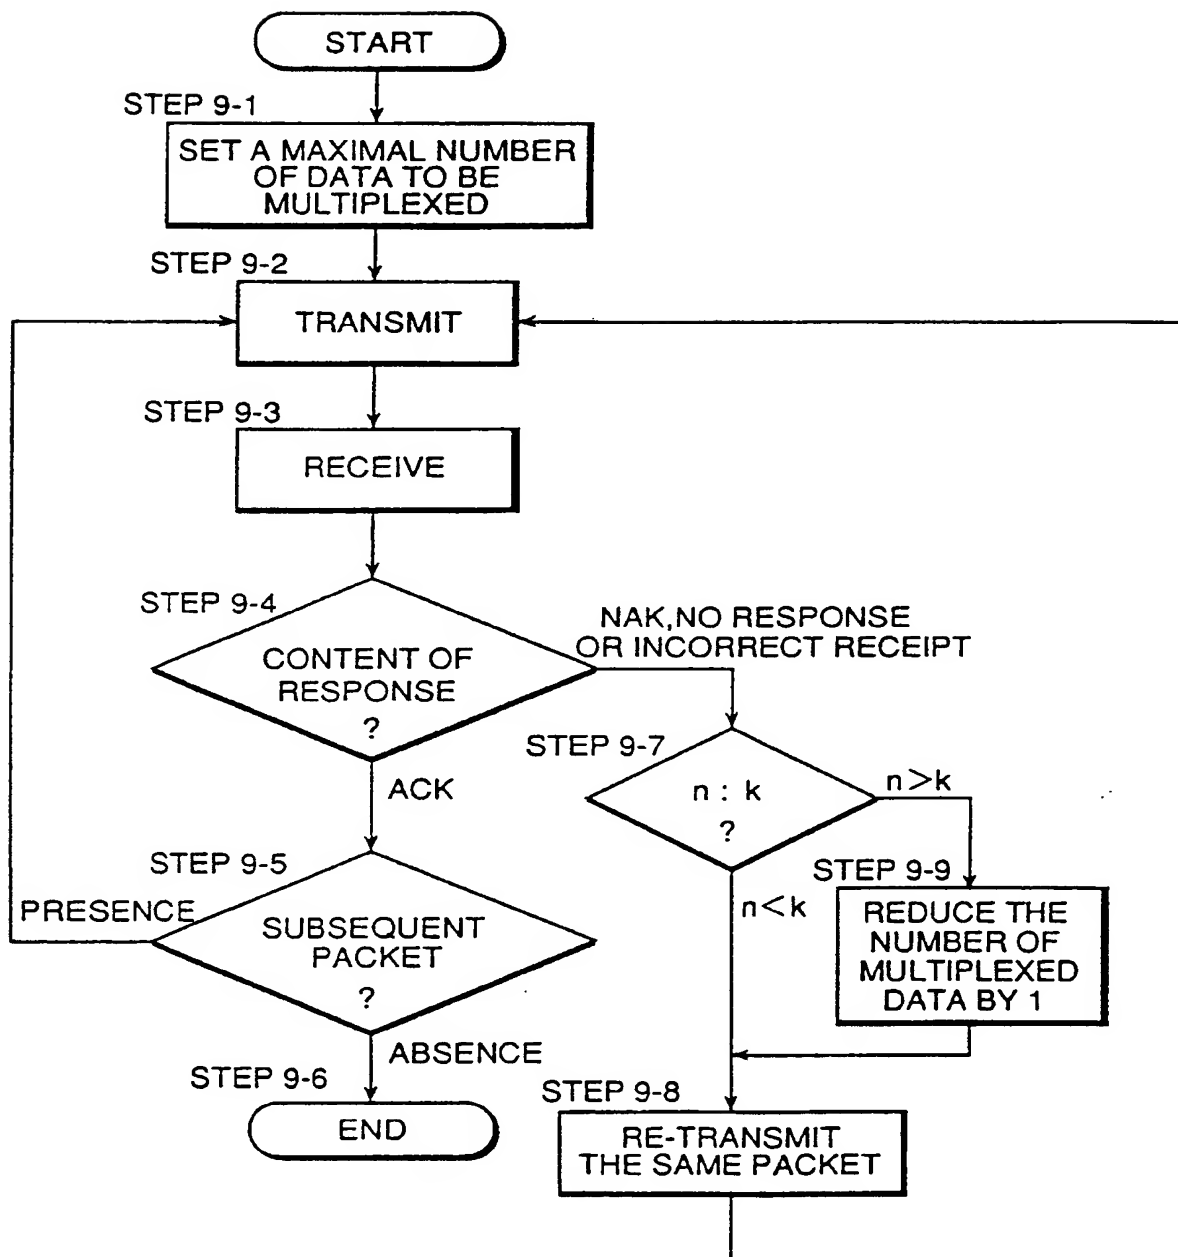 START
STEP 9-1
SET A MAXIMAL NUMBER
OF DATA TO BE
MULTIPLEXED
STEP 9-2
TRANSMIT
STEP 9-3
RECEIVE
STEP 9-4
CONTENT OF
RESPONSE
?
NAK,NO RESPONSE
OR INCORRECT RECEIPT
STEP 9-7
n : k
?
n>k
ACK
STEP 9-5
PRESENCE
SUBSEQUENT
PACKET
?
n<k
STEP 9-9
REDUCE THE
NUMBER OF
MULTIPLEXED
DATA BY 1
ABSENCE
STEP 9-6
END
STEP 9-8
RE-TRANSMIT
THE SAME PACKET